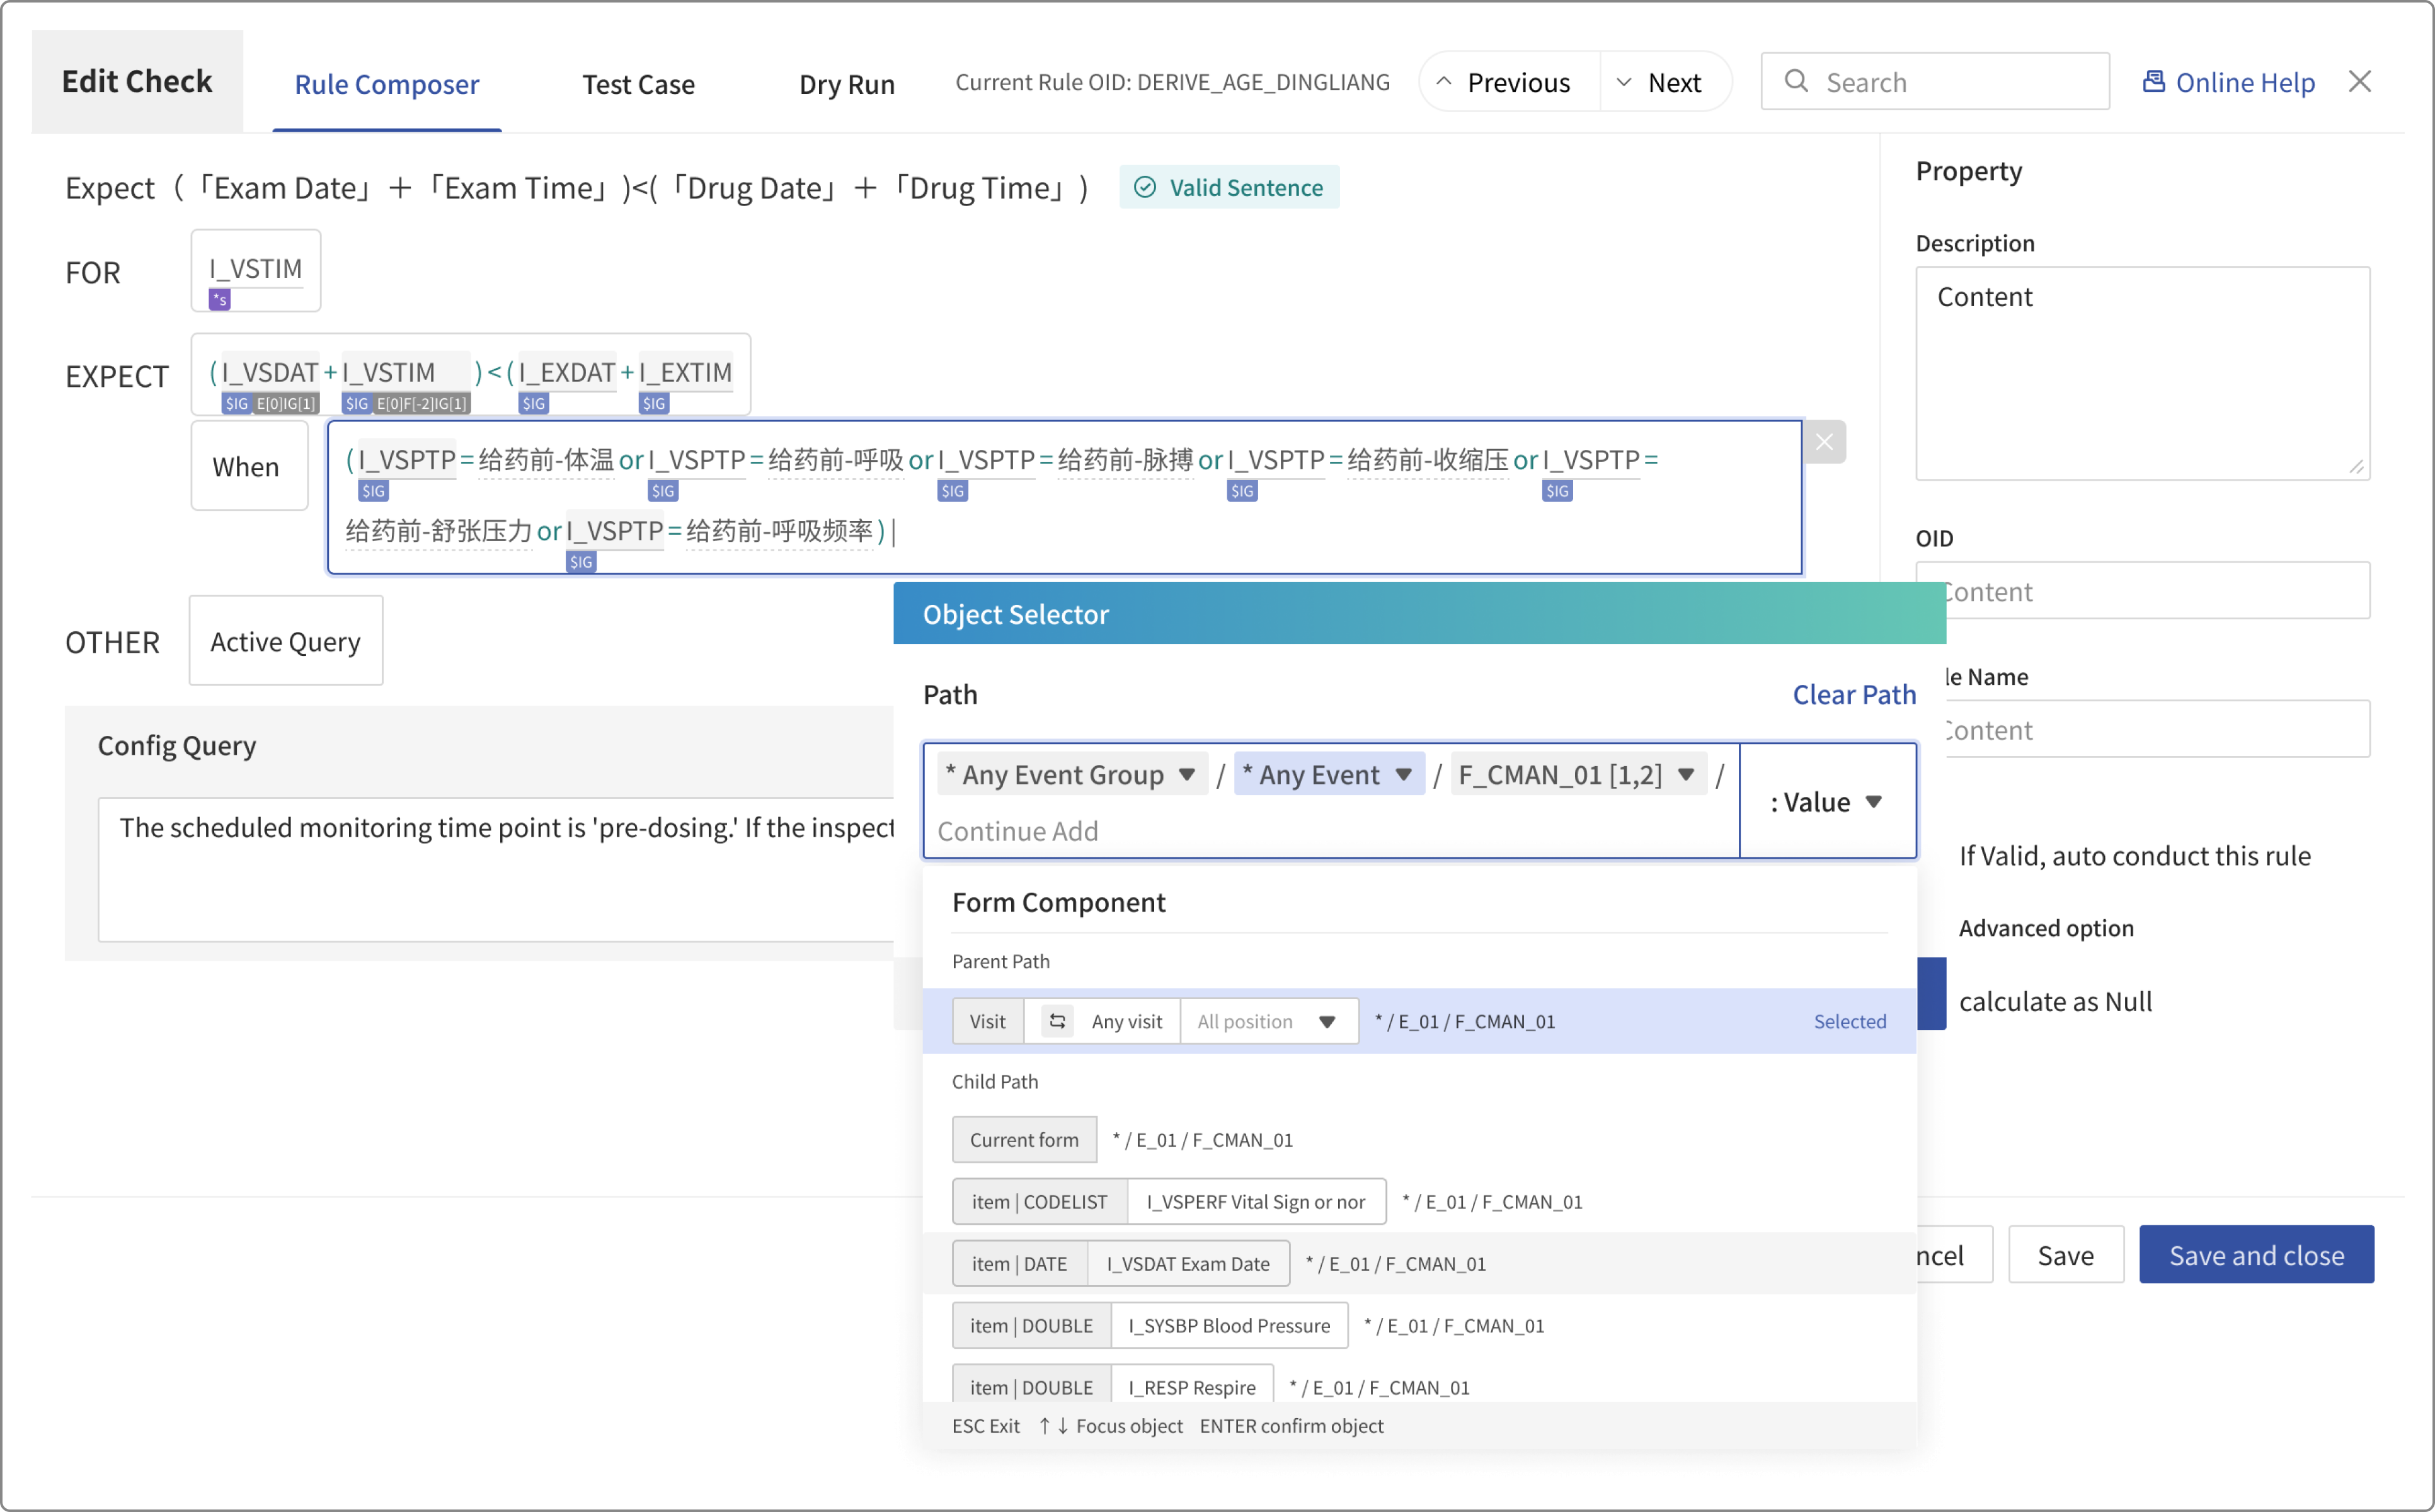 Edit Check
Rule Composer
Test Case
Dry Run
Current Rule OID: DERIVE_AGE_DINGLIANG
Previous
Next
Search
Online Help
Expect（「Exam Date」＋「Exam Time」)<(「Drug Date」＋「Drug Time」)
Valid Sentence
FOR
I_VSTIM
*s
EXPECT
(I_VSDAT+I_VSTIM)<(I_EXDAT+I_EXTIM
$IG E[0]IG[1] $IG E[0]F[-2]IG[1] $IG $IG
When
(I_VSPTP=给药前-体温 or I_VSPTP=给药前-呼吸 or I_VSPTP=给药前-脉搏 or I_VSPTP=给药前-收缩压 or I_VSPTP=
$IG $IG $IG $IG $IG
给药前-舒张压力 or I_VSPTP=给药前-呼吸频率)
$IG
OTHER
Active Query
Config Query
The scheduled monitoring time point is 'pre-dosing.' If the inspect
Object Selector
Path
Clear Path
* Any Event Group / * Any Event / F_CMAN_01 [1,2] /
Continue Add
: Value
Form Component
Parent Path
Visit Any visit All position * / E_01 / F_CMAN_01 Selected
Child Path
Current form * / E_01 / F_CMAN_01
item | CODELIST I_VSPERF Vital Sign or nor * / E_01 / F_CMAN_01
item | DATE I_VSDAT Exam Date * / E_01 / F_CMAN_01
item | DOUBLE I_SYSBP Blood Pressure * / E_01 / F_CMAN_01
item | DOUBLE I_RESP Respire * / E_01 / F_CMAN_01
ESC Exit ↑ ↓ Focus object ENTER confirm object
Property
Description
Content
OID
Content
le Name
Content
If Valid, auto conduct this rule
Advanced option
calculate as Null
ncel
Save
Save and close